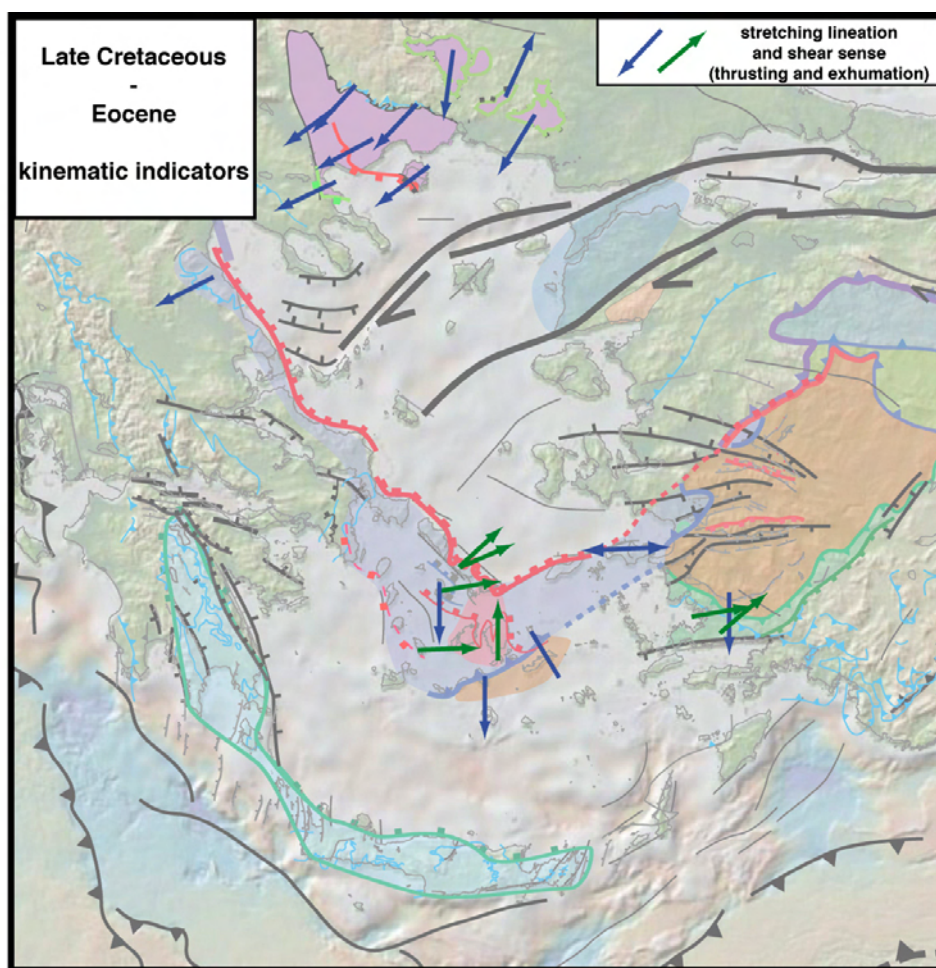 Late Cretaceous
-
Eocene
kinematic indicators
stretching lineation
and shear sense
(thrusting and exhumation)